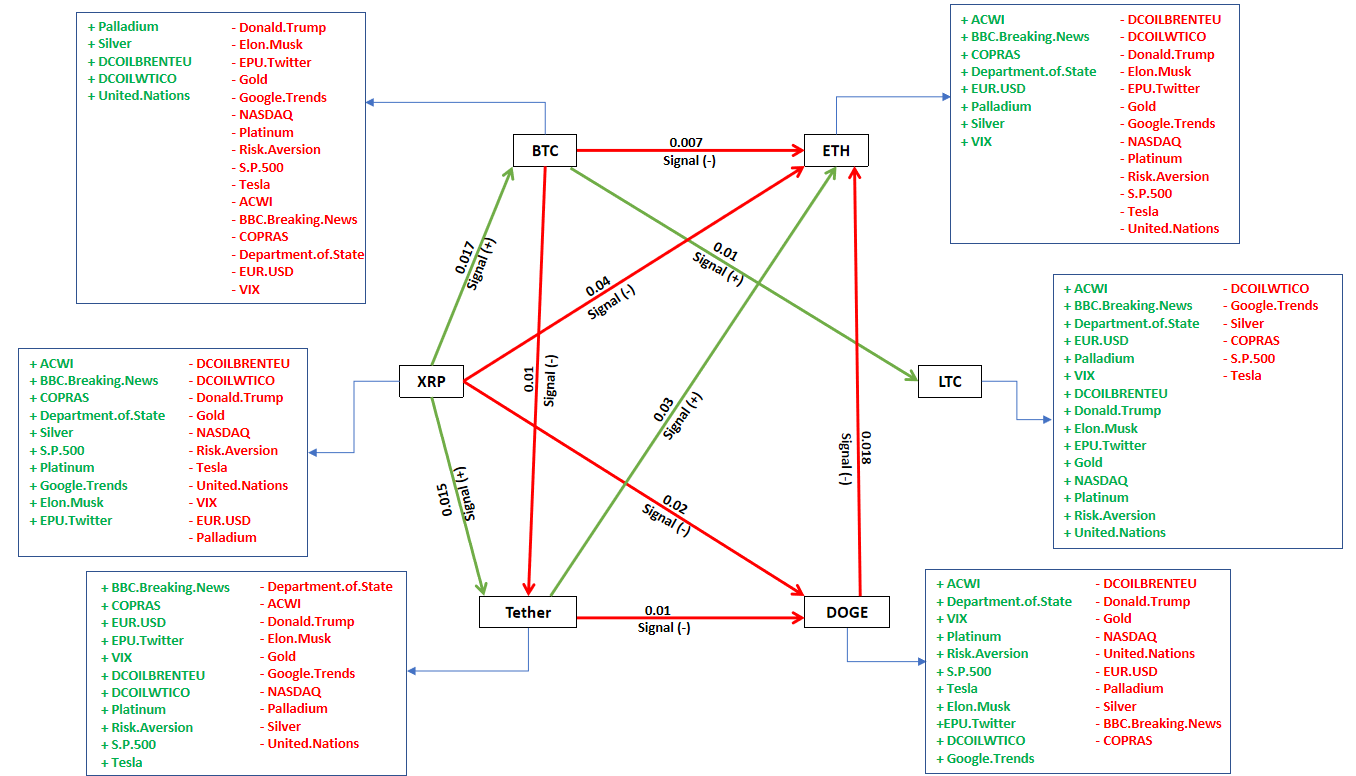 + Palladium
+ Silver
+ DCOILBRENTEU
+ DCOILWTICO
+ United.Nations
- Donald.Trump
- Elon.Musk
- EPU.Twitter
- Gold
- Google.Trends
- NASDAQ
- Platinum
- Risk.Aversion
- S.P.500
- Tesla
- ACWI
- BBC.Breaking.News
- COPRAS
- Department.of.State
- EUR.USD
- VIX
+ ACWI
+ BBC.Breaking.News
+ COPRAS
+ Department.of.State
+ EUR.USD
+ Palladium
+ Silver
+ VIX
- DCOILBRENTEU
- DCOILWTICO
- Donald.Trump
- Elon.Musk
- EPU.Twitter
- Gold
- Google.Trends
- NASDAQ
- Platinum
- Risk.Aversion
- S.P.500
- Tesla
- United.Nations
BTC
0.007
Signal (-)
ETH
0.017
Signal (+)
0.04
Signal (-)
0.01
Signal (+)
+ ACWI
+ BBC.Breaking.News
+ Department.of.State
+ EUR.USD
+ Palladium
+ VIX
+ DCOILBRENTEU
+ Donald.Trump
+ Elon.Musk
+ EPU.Twitter
+ Gold
+ NASDAQ
+ Platinum
+ Risk.Aversion
+ United.Nations
- DCOILWTICO
- Google.Trends
- Silver
- COPRAS
- S.P.500
- Tesla
+ ACWI
+ BBC.Breaking.News
+ COPRAS
+ Department.of.State
+ Silver
+ S.P.500
+ Platinum
+ Google.Trends
+ Elon.Musk
+ EPU.Twitter
- DCOILBRENTEU
- DCOILWTICO
- Donald.Trump
- Gold
- NASDAQ
- Risk.Aversion
- Tesla
- United.Nations
- VIX
- EUR.USD
- Palladium
XRP
0.01
Signal (-)
LTC
0.03
Signal (+)
0.018
Signal (-)
0.015
Signal (+)
0.02
Signal (-)
+ BBC.Breaking.News
+ COPRAS
+ EUR.USD
+ EPU.Twitter
+ VIX
+ DCOILBRENTEU
+ DCOILWTICO
+ Platinum
+ Risk.Aversion
+ S.P.500
+ Tesla
- Department.of.State
- ACWI
- Donald.Trump
- Elon.Musk
- Gold
- Google.Trends
- NASDAQ
- Palladium
- Silver
- United.Nations
Tether
0.01
Signal (-)
DOGE
+ ACWI
+ Department.of.State
+ VIX
+ Platinum
+ Risk.Aversion
+ S.P.500
+ Tesla
+ Elon.Musk
+EPU.Twitter
+ DCOILWTICO
+ Google.Trends
- DCOILBRENTEU
- Donald.Trump
- Gold
- NASDAQ
- United.Nations
- EUR.USD
- Palladium
- Silver
- BBC.Breaking.News
- COPRAS